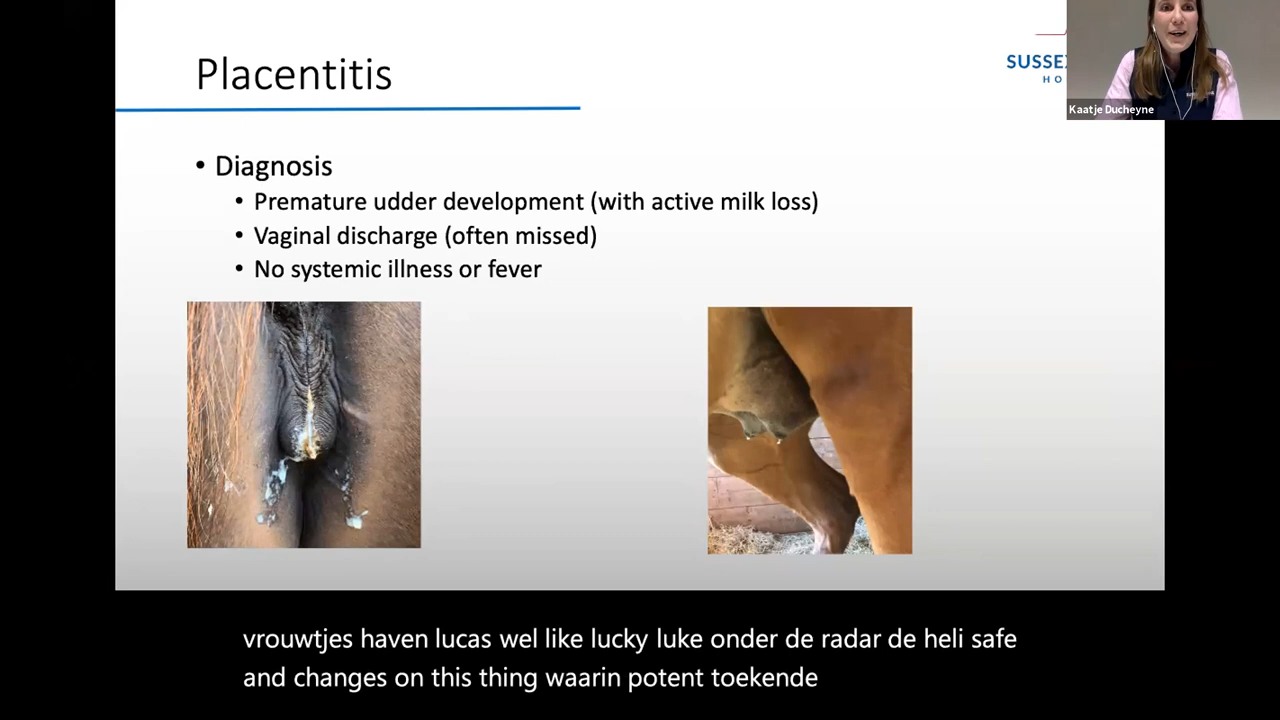 Placentitis
SUSSE
HO
Kaatje Ducheyne
• Diagnosis
• Premature udder development (with active milk loss)
• Vaginal discharge (often missed)
• No systemic illness or fever
vrouwtjes haven lucas wel like lucky luke onder de radar de heli safe
and changes on this thing waarin potent toekende